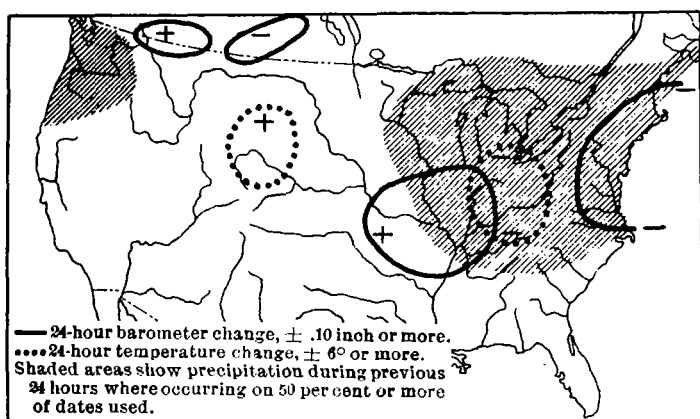 +
−
+
−
+
−
−
24-hour barometer change, ± .10 inch or more.
24-hour temperature change, ± 6° or more.
Shaded areas show precipitation during previous
24 hours where occurring on 50 per cent or more
of dates used.